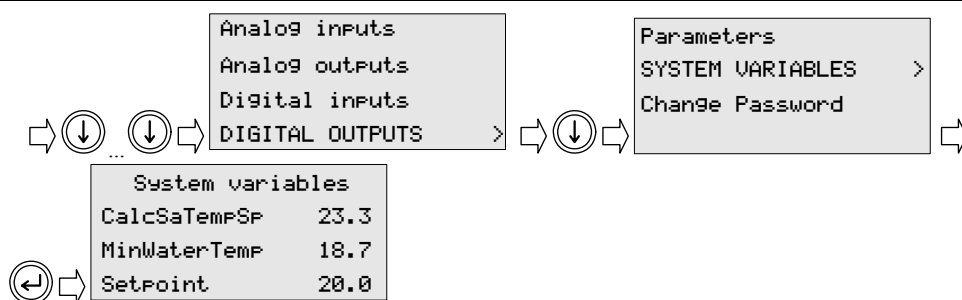 Analog inputs
Analog outputs
Digital inputs
DIGITAL OUTPUTS >
Parameters
SYSTEM VARIABLES >
Change Password
...
System variables
CalcSaTempSp 23.3
MinWaterTemp 18.7
Setpoint 20.0